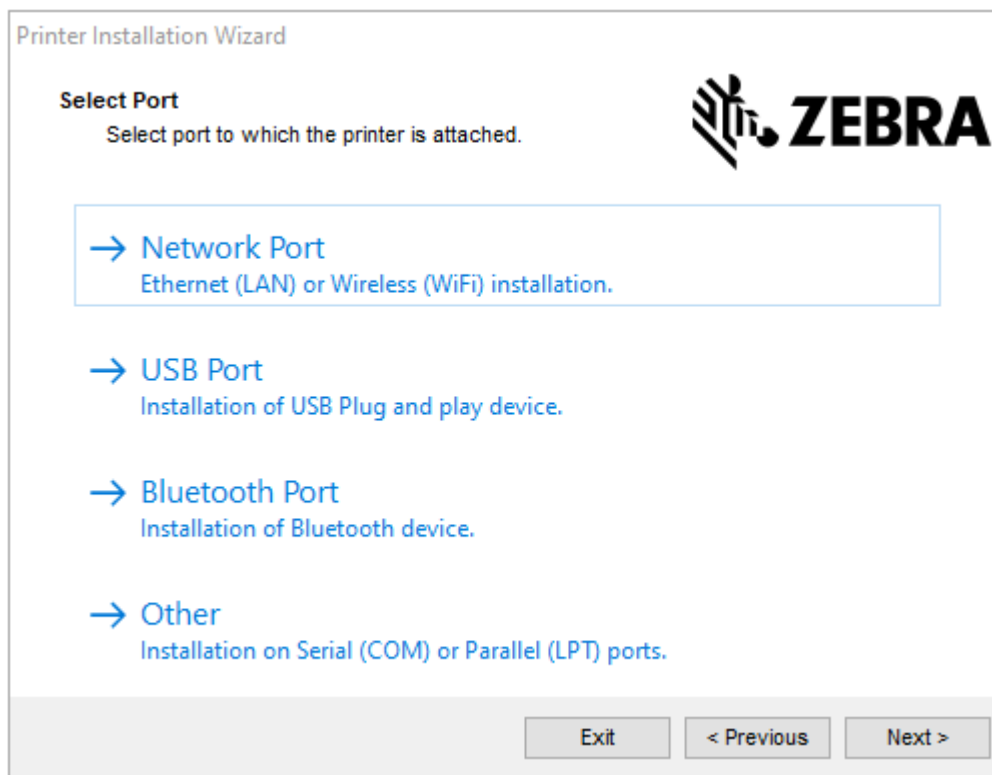 Printer Installation Wizard
Select Port
Select port to which the printer is attached.
ZEBRA
Network Port
Ethernet (LAN) or Wireless (WiFi) installation.
USB Port
Installation of USB Plug and play device.
Bluetooth Port
Installation of Bluetooth device.
Other
Installation on Serial (COM) or Parallel (LPT) ports.
Exit
< Previous
Next >